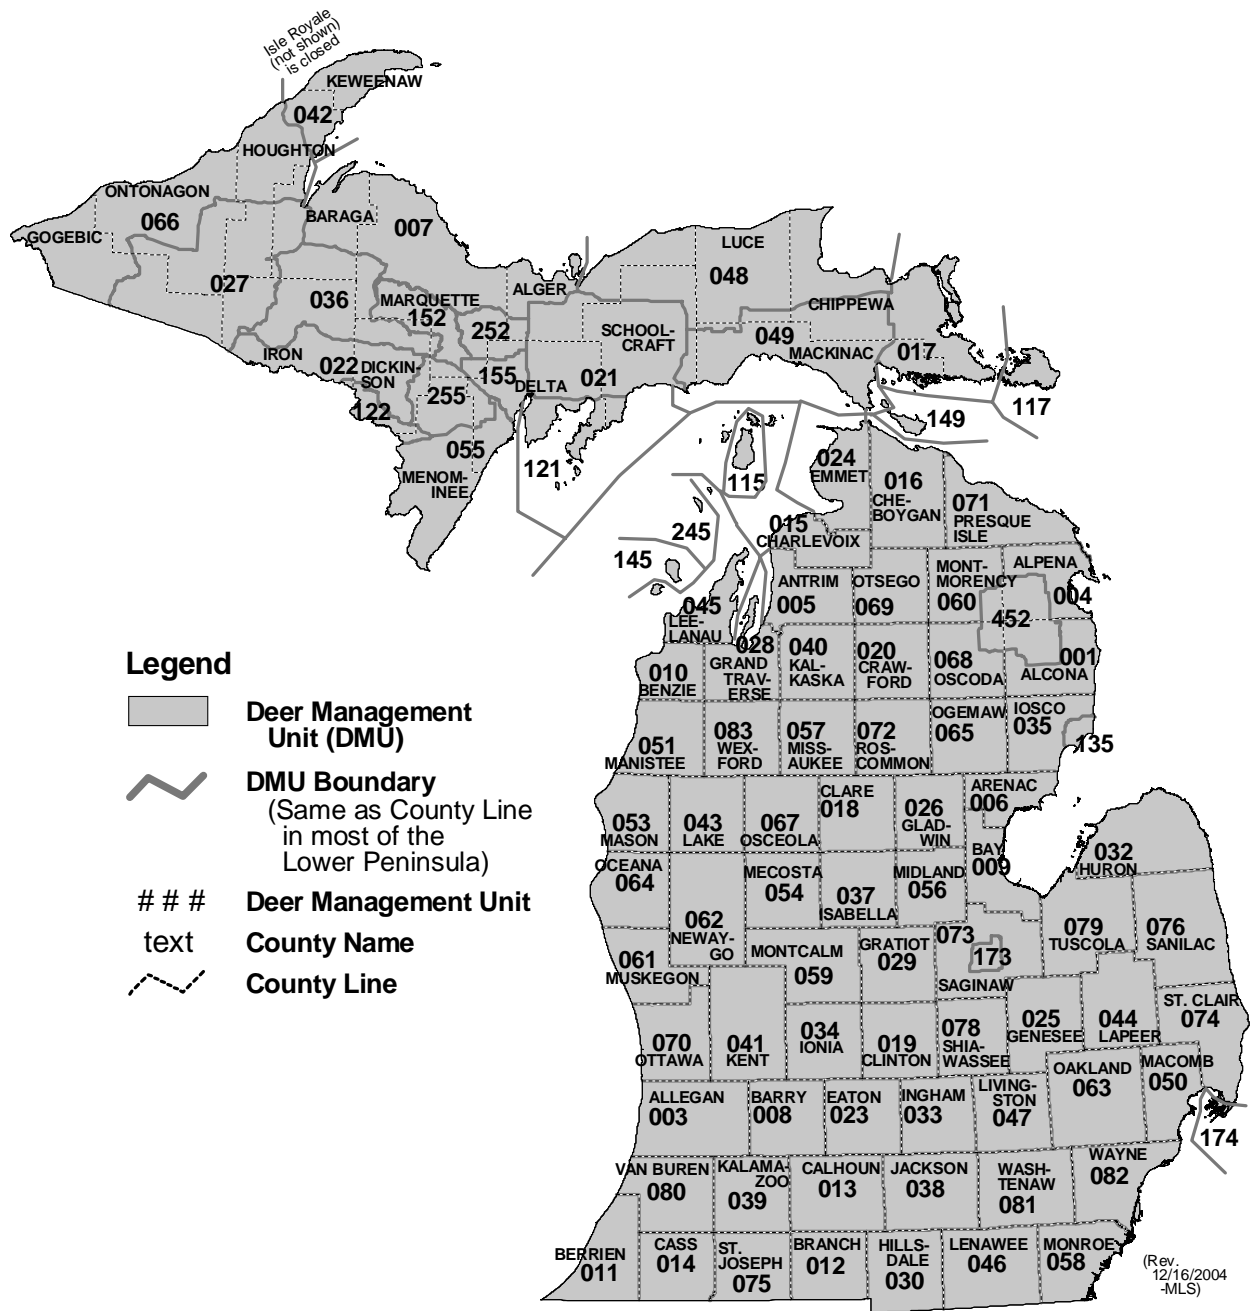 Isle Royale
(not shown)
is closed
KEWEENAW
042
HOUGHTON
ONTONAGON
066
GOGEBIC
BARAGA
007
027
036
MARQUETTE
152
252
ALGER
LUCE
048
CHIPPEWA
SCHOOL-
CRAFT
049
MACKINAC
017
IRON
022
DICKIN-
SON
155
DELTA
021
255
122
055
MENOM-
INEE
121
149
117
115
245
145
024
EMMET
016
CHE-
BOYGAN
071
PRESQUE
ISLE
015
CHARLEVOIX
ANTRIM
005
OTSEGO
069
MONT-
MORENCY
060
ALPENA
004
452
045
LEE-
LANAU
028
GRAND
TRAV-
ERSE
040
KAL-
KASKA
020
CRAW-
FORD
068
OSCODA
001
ALCONA
010
BENZIE
051
MANISTEE
083
WEX-
FORD
057
MISS-
AUKEE
072
ROS-
COMMON
OGEMAW
065
IOSCO
035
135
Legend
Deer Management
Unit (DMU)
DMU Boundary
(Same as County Line
in most of the
Lower Peninsula)
# # #
Deer Management Unit
text
County Name
County Line
053
MASON
043
LAKE
067
OSCEOLA
CLARE
018
026
GLAD-
WIN
ARENAC
006
BAY
009
032
HURON
OCEANA
064
062
NEWAY-
GO
MECOSTA
054
037
ISABELLA
MIDLAND
056
079
TUSCOLA
076
SANILAC
061
MUSKEGON
MONTCALM
059
GRATIOT
029
073
173
SAGINAW
070
OTTAWA
041
KENT
034
IONIA
019
CLINTON
078
SHIA-
WASSEE
025
GENESEE
044
LAPEER
ST. CLAIR
074
ALLEGAN
003
BARRY
008
EATON
023
INGHAM
033
LIVING-
STON
047
OAKLAND
063
MACOMB
050
174
VAN BUREN
080
KALAMA-
ZOO
039
CALHOUN
013
JACKSON
038
WASH-
TENAW
081
WAYNE
082
BERRIEN
011
CASS
014
ST.
JOSEPH
075
BRANCH
012
HILLS-
DALE
030
LENAWEE
046
MONROE
058
(Rev.
12/16/2004
-MLS)